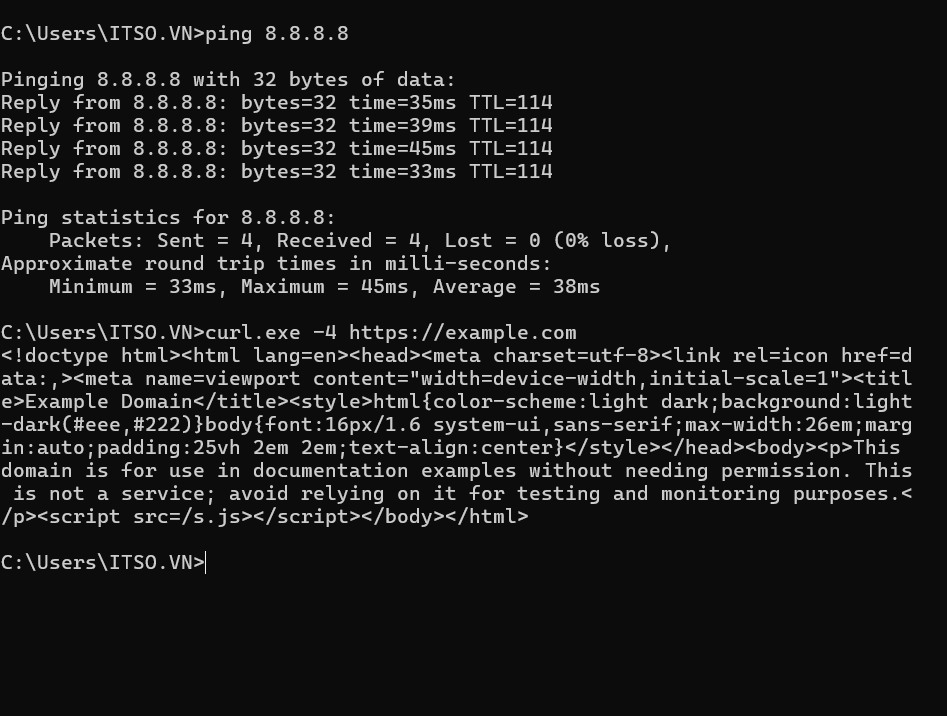 C:\Users\ITSO.VN>ping 8.8.8.8
Pinging 8.8.8.8 with 32 bytes of data:
Reply from 8.8.8.8: bytes=32 time=35ms TTL=114
Reply from 8.8.8.8: bytes=32 time=39ms TTL=114
Reply from 8.8.8.8: bytes=32 time=45ms TTL=114
Reply from 8.8.8.8: bytes=32 time=33ms TTL=114
Ping statistics for 8.8.8.8:
    Packets: Sent = 4, Received = 4, Lost = 0 (0% loss),
Approximate round trip times in milli-seconds:
    Minimum = 33ms, Maximum = 45ms, Average = 38ms
C:\Users\ITSO.VN>curl.exe -4 https://example.com
<!doctype html><html lang=en><head><meta charset=utf-8><link rel=icon href=d
ata:,><meta name=viewport content="width=device-width,initial-scale=1"><titl
e>Example Domain</title><style>html{color-scheme:light dark;background:light
-dark(#eee,#222)}body{font:16px/1.6 system-ui,sans-serif;max-width:26em;marg
in:auto;padding:25vh 2em 2em;text-align:center}</style></head><body><p>This
domain is for use in documentation examples without needing permission. This
 is not a service; avoid relying on it for testing and monitoring purposes.<
/p><script src=/s.js></script></body></html>
C:\Users\ITSO.VN>